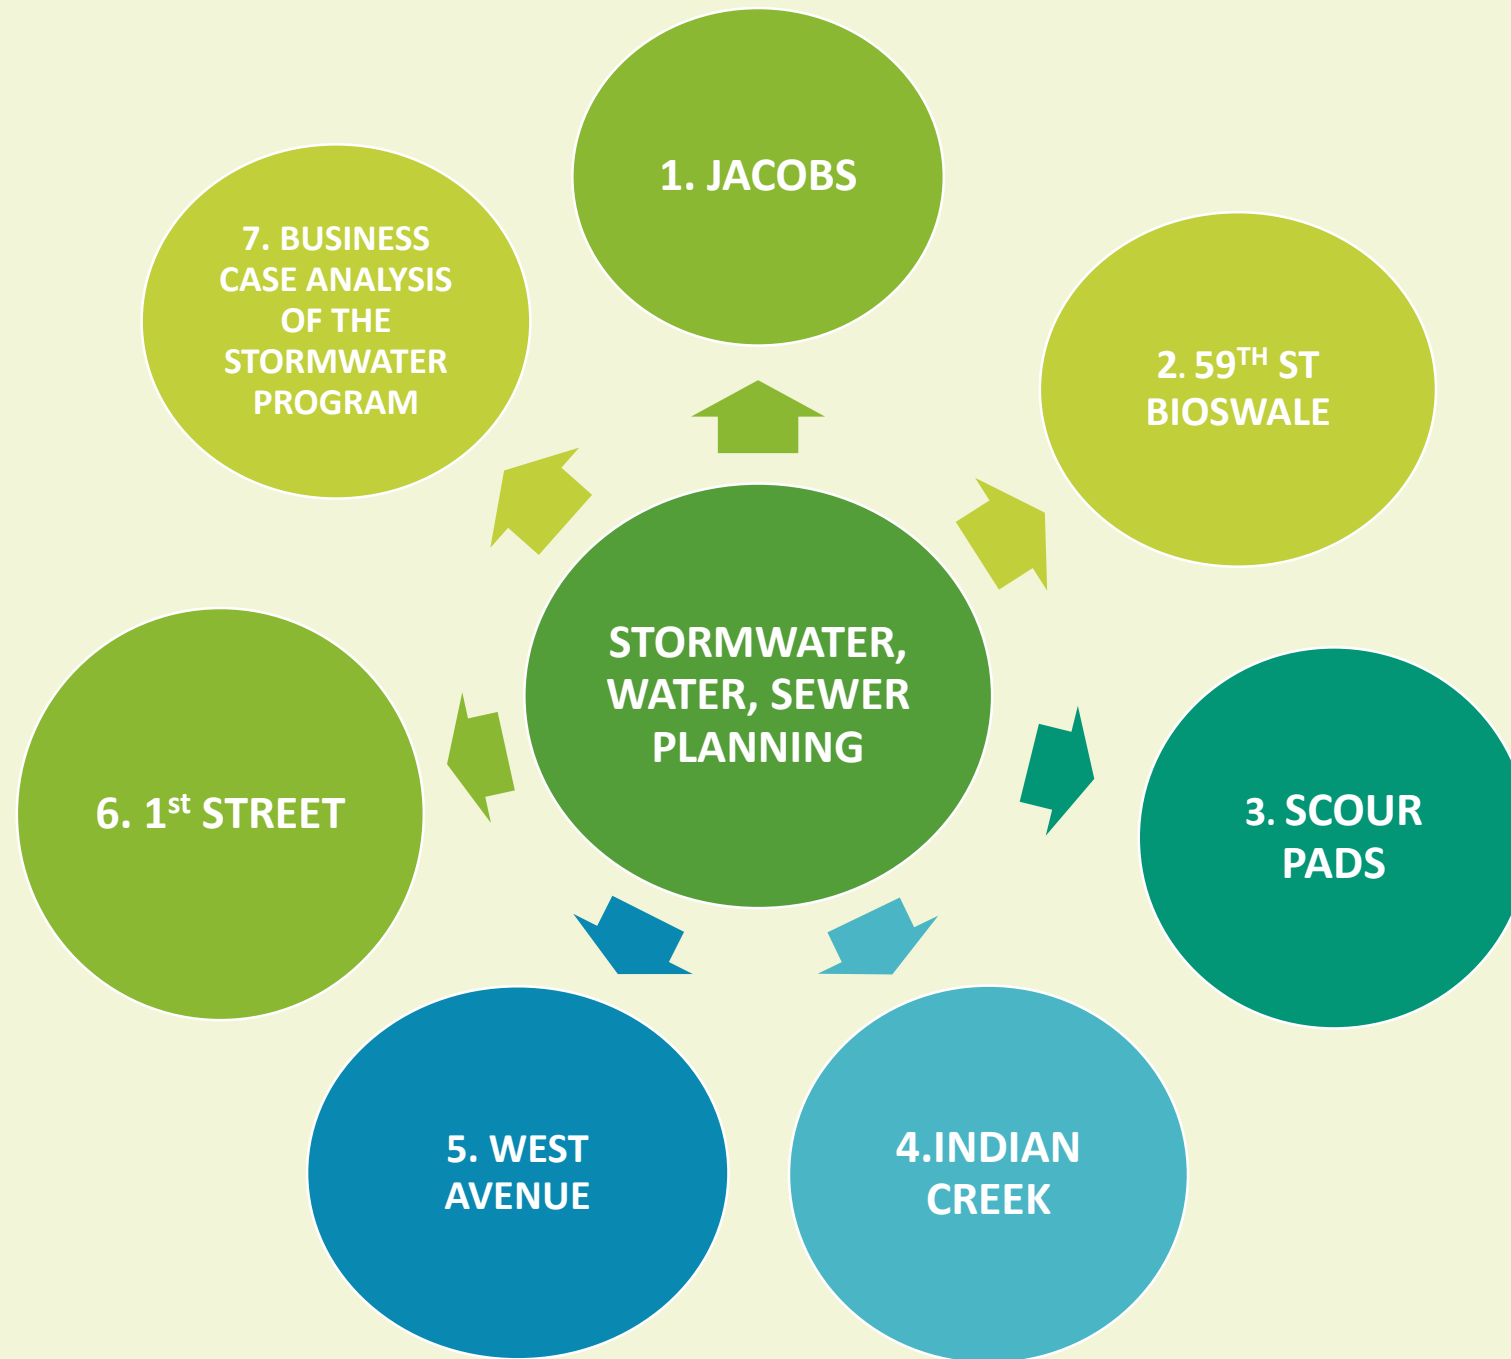 1. JACOBS
7. BUSINESS
CASE ANALYSIS
OF THE
STORMWATER
PROGRAM
2. 59TH ST
BIOSWALE
STORMWATER,
WATER, SEWER
PLANNING
6. 1st STREET
3. SCOUR
PADS
5. WEST
AVENUE
4.INDIAN
CREEK